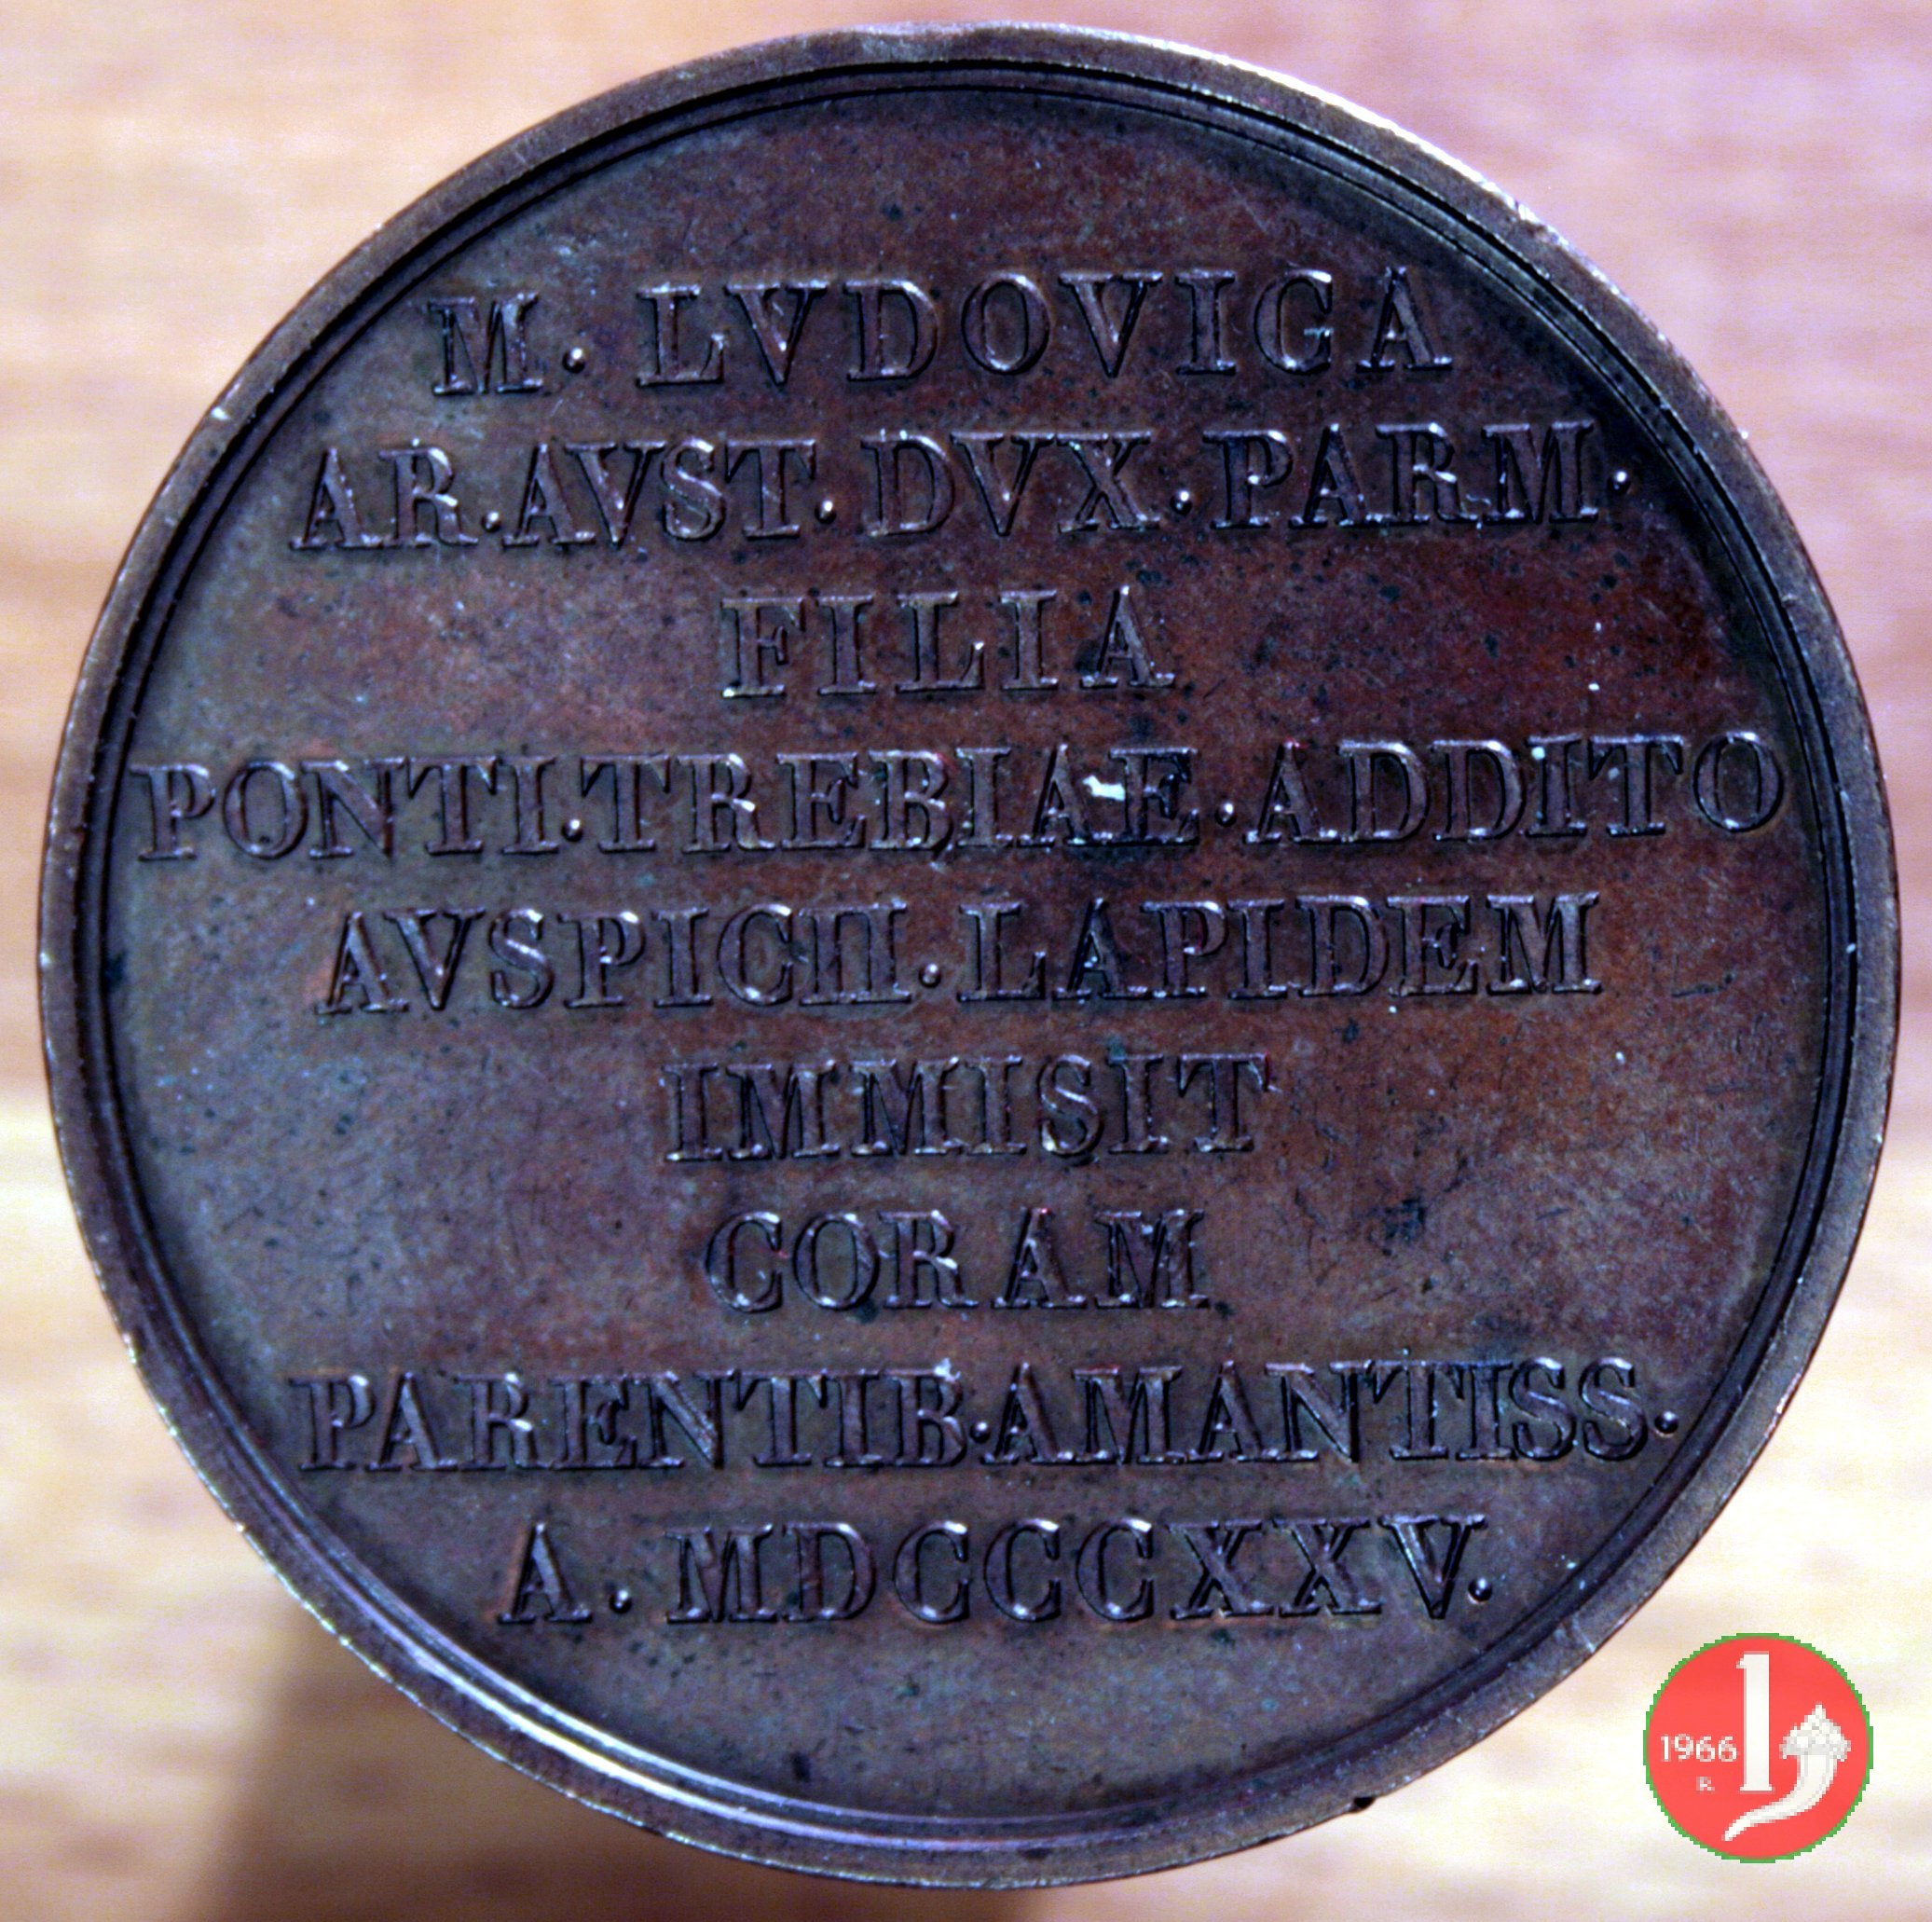 M. LVDOVICA
AR. AVST. DVX. PARM.
FILIA
PONTI. TREBIAE. ADDITO
AVSPICII. LAPIDEM
IMMISIT
CORAM
PARENTIB. AMANTISS.
A. MDCCCXXV.
1966
R